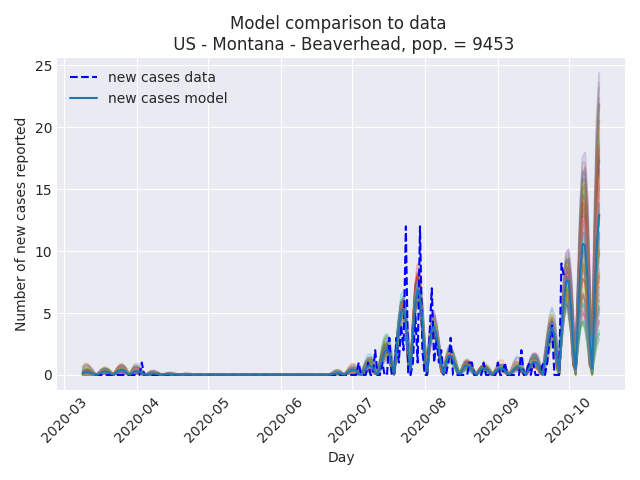 Model comparison to data
US - Montana - Beaverhead, pop. = 9453
new cases data
new cases model
Number of new cases reported
25
20
15
10
5
0
2020-03
2020-04
2020-05
2020-06
2020-07
2020-08
2020-09
2020-10
Day